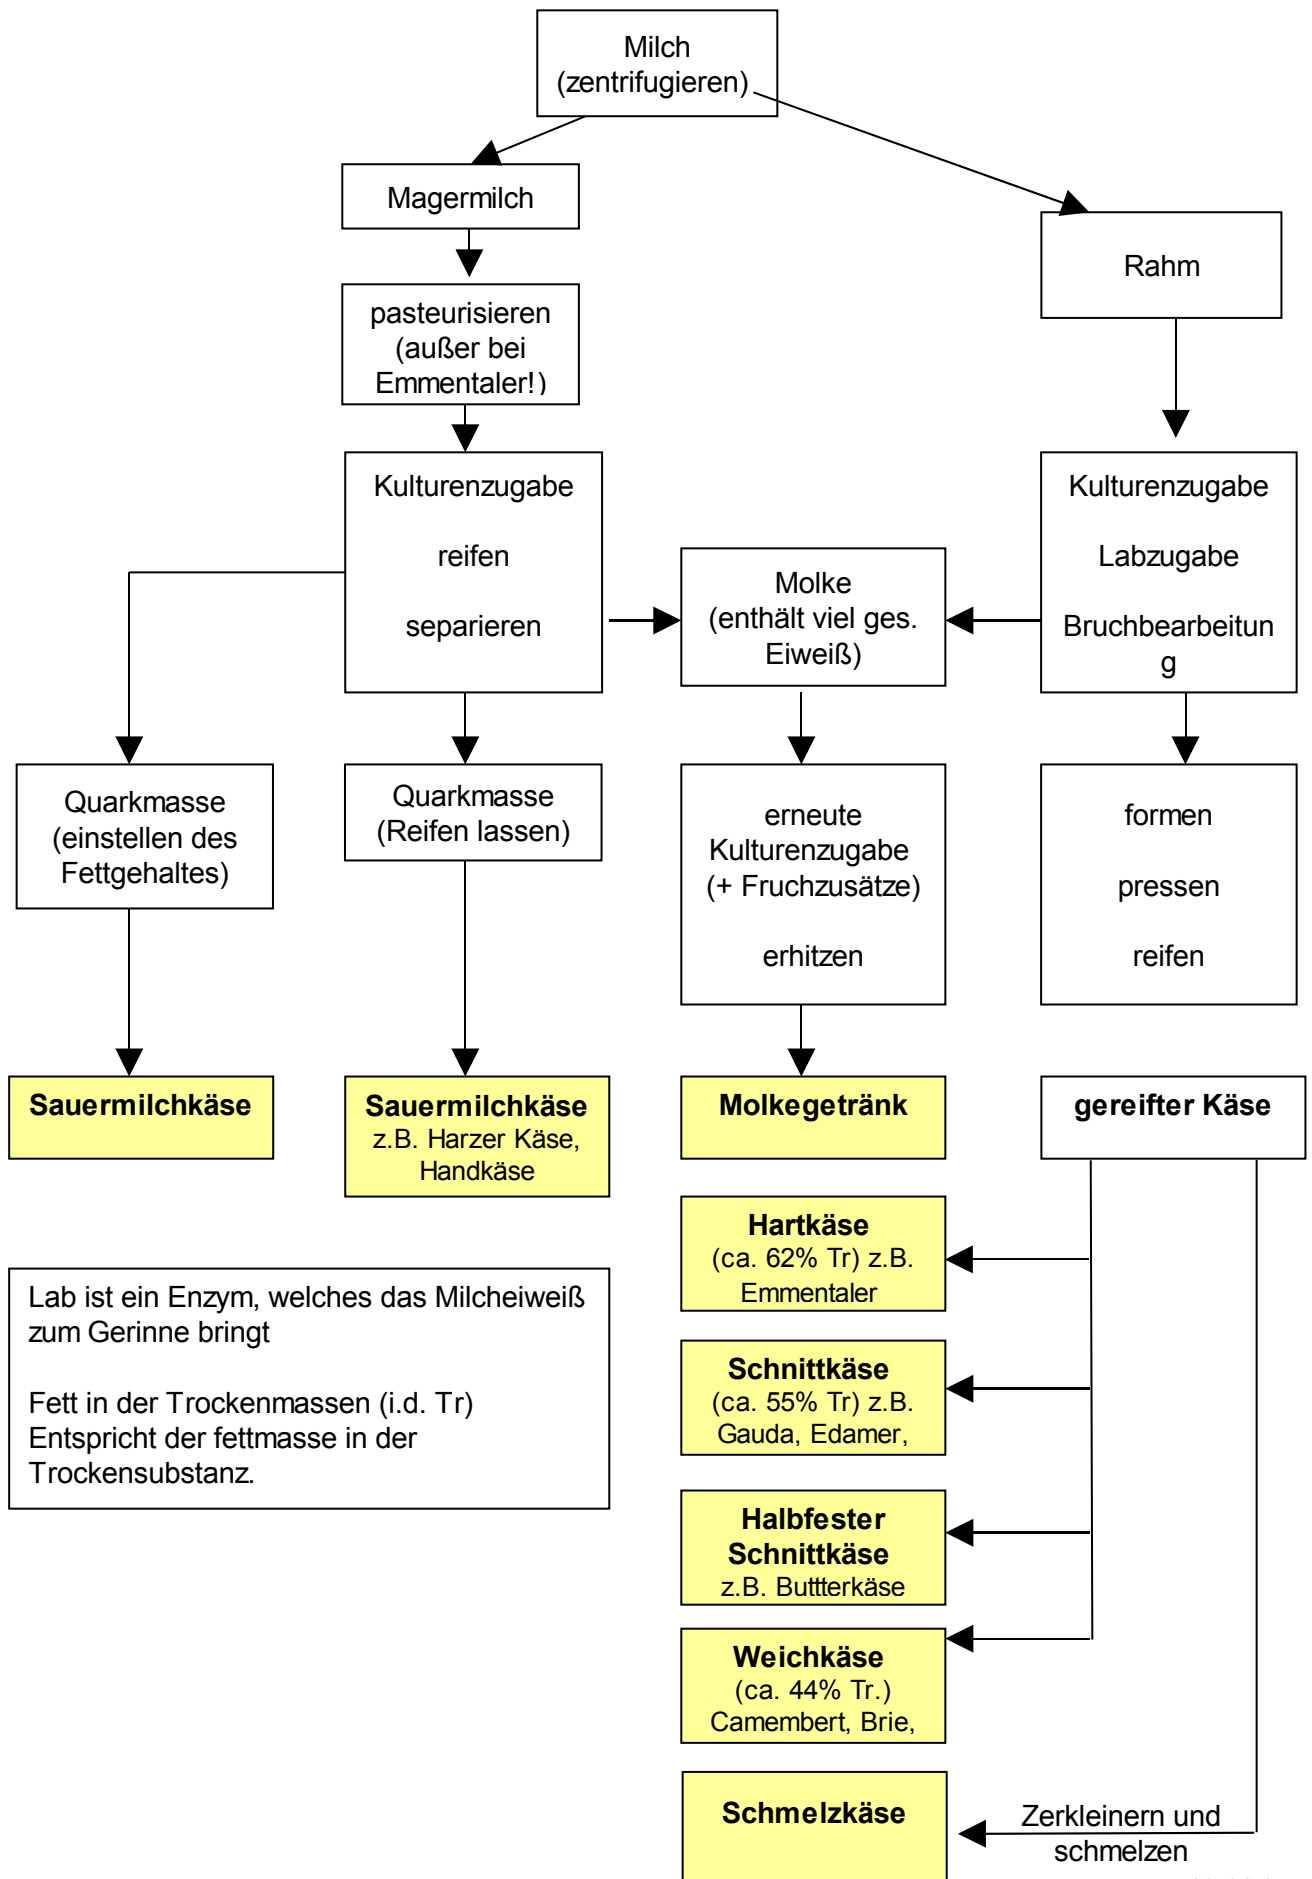 Milch
(zentrifugieren)
Magermilch
Rahm
pasteurisieren
(außer bei
Emmentaler!)
Kulturenzugabe
reifen
separieren
Molke
(enthält viel ges.
Eiweiß)
Kulturenzugabe
Labzugabe
Bruchbearbeitun
g
Quarkmasse
(einstellen des
Fettgehaltes)
Quarkmasse
(Reifen lassen)
erneute
Kulturenzugabe
(+ Fruchzusätze)
erhitzen
formen
pressen
reifen
Sauermilchkäse
Sauermilchkäse
z.B. Harzer Käse,
Handkäse
Molkegetränk
gereifter Käse
Hartkäse
(ca. 62% Tr) z.B.
Emmentaler
Lab ist ein Enzym, welches das Milcheiweiß
zum Gerinne bringt
Fett in der Trockenmassen (i.d. Tr)
Entspricht der fettmasse in der
Trockensubstanz.
Schnittkäse
(ca. 55% Tr) z.B.
Gauda, Edamer,
Halbfester
Schnittkäse
z.B. Buttterkäse
Weichkäse
(ca. 44% Tr.)
Camembert, Brie,
Schmelzkäse
Zerkleinern und
schmelzen